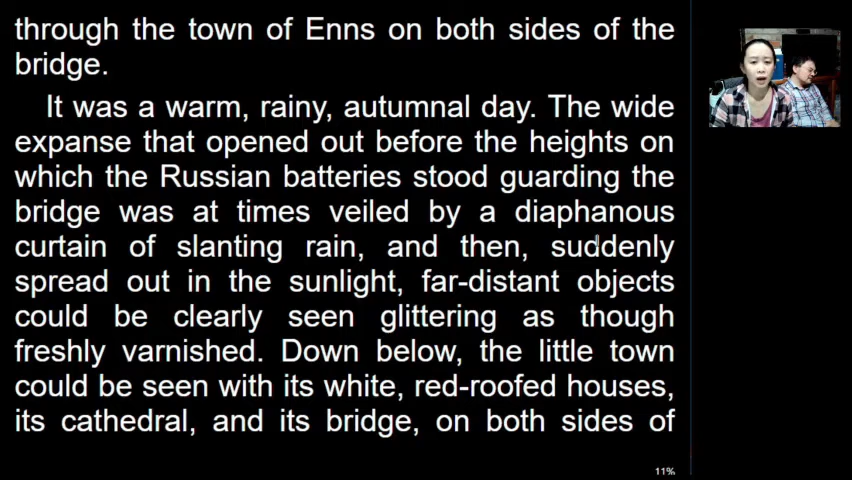 through the town of Enns on both sides of the
bridge.
It was a warm, rainy, autumnal day. The wide
expanse that opened out before the heights on
which the Russian batteries stood guarding the
bridge was at times veiled by a diaphanous
curtain of slanting rain, and then, suddenly
spread out in the sunlight, far-distant objects
could be clearly seen glittering as though
freshly varnished. Down below, the little town
could be seen with its white, red-roofed houses,
its cathedral, and its bridge, on both sides of
11%